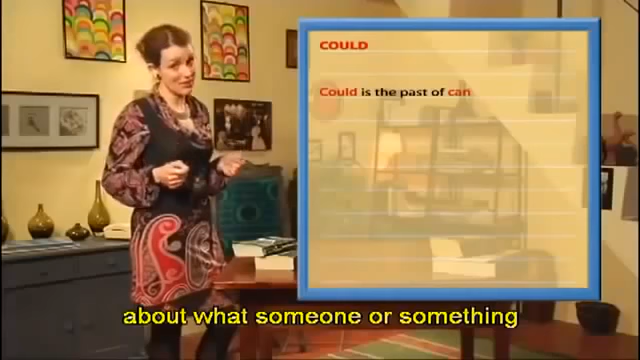 COULD
Could is the past of can
about what someone or something